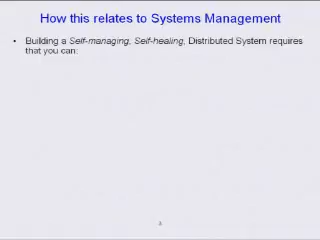 How this relates to Systems Management
• Building a Self-managing, Self-healing, Distributed System requires
that you can: